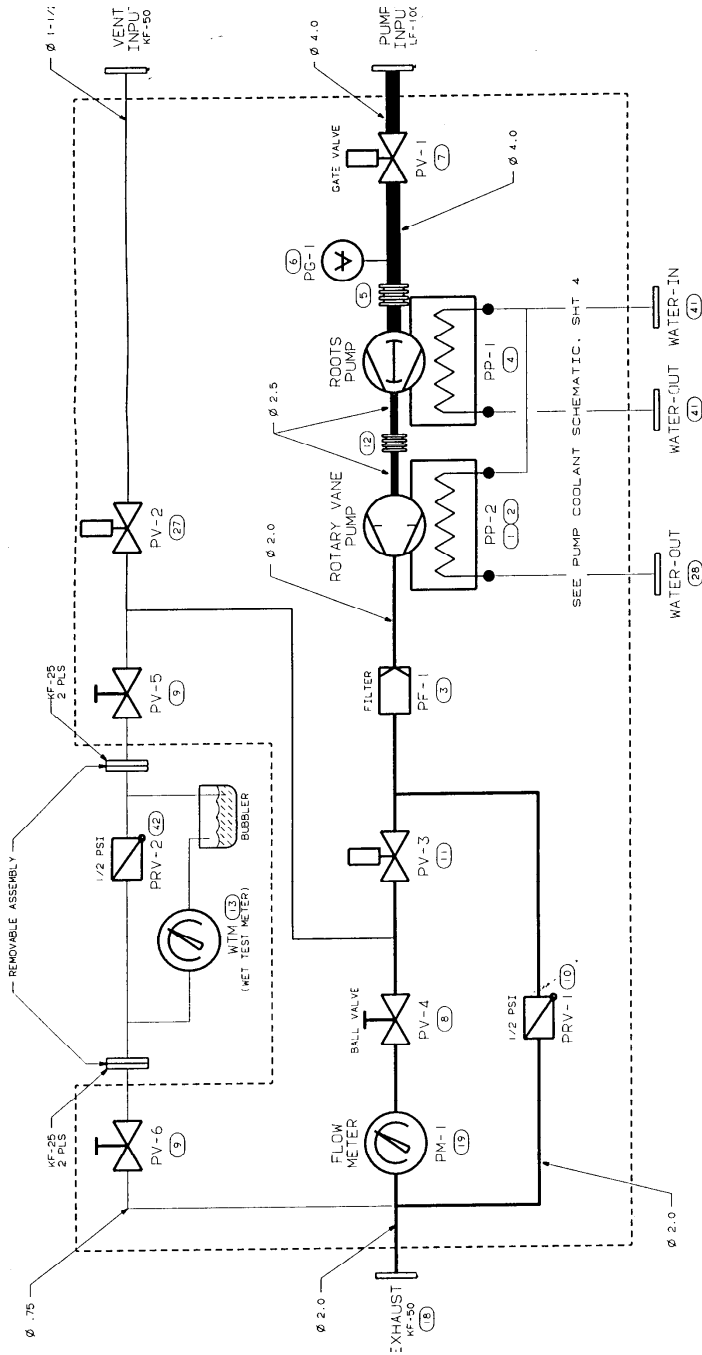 Ø 1-1/
VENT
INPU
KF-50
PUMF
INPU
LF-10
Ø 4.0
GATE VALVE
PV-1
7
Ø 4.0
6
PG-1
5
ROOTS
PUMP
PP-1
4
WATER-IN
41
WATER-OUT
41
Ø 2.5
12
ROTARY VANE
PUMP
PP-2
1
2
SEE PUMP COOLANT SCHEMATIC, SHT 4
WATER-OUT
28
Ø 2.0
PV-2
27
PV-5
9
KF-25
2 PLS
FILTER
PF-1
3
REMOVABLE ASSEMBLY
1/2 PSI
PRV-2
42
BUBBLER
WTM
13
(WET TEST METER)
PV-3
11
BALL VALVE
PV-4
8
1/2 PSI
PRV-1
10
KF-25
2 PLS
PV-6
9
FLOW
METER
PM-1
19
Ø .75
Ø 2.0
Ø 2.0
EXHAUST
KF-50
18